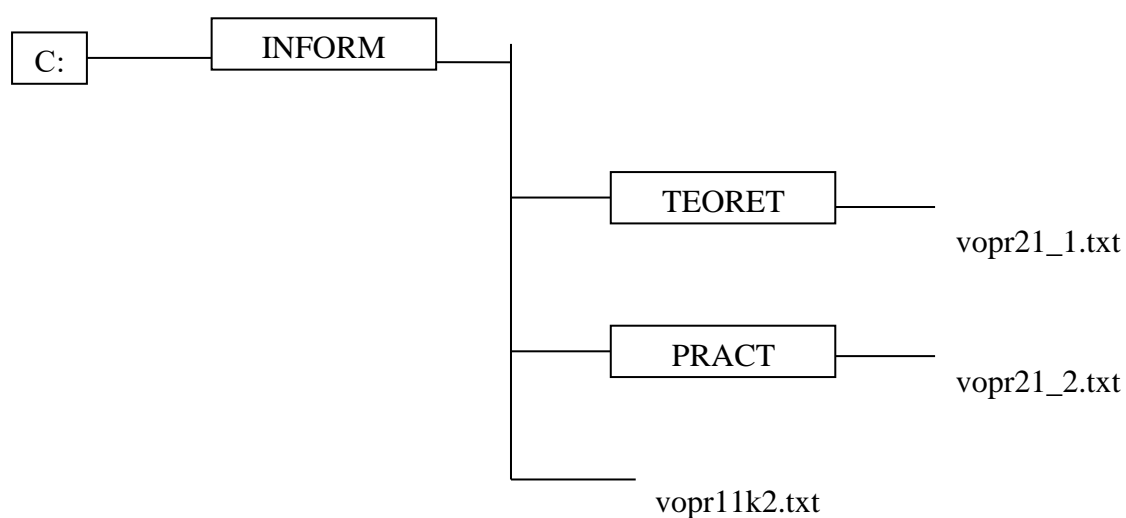 C:
INFORM
TEORET
vopr21_1.txt
PRACT
vopr21_2.txt
vopr11k2.txt